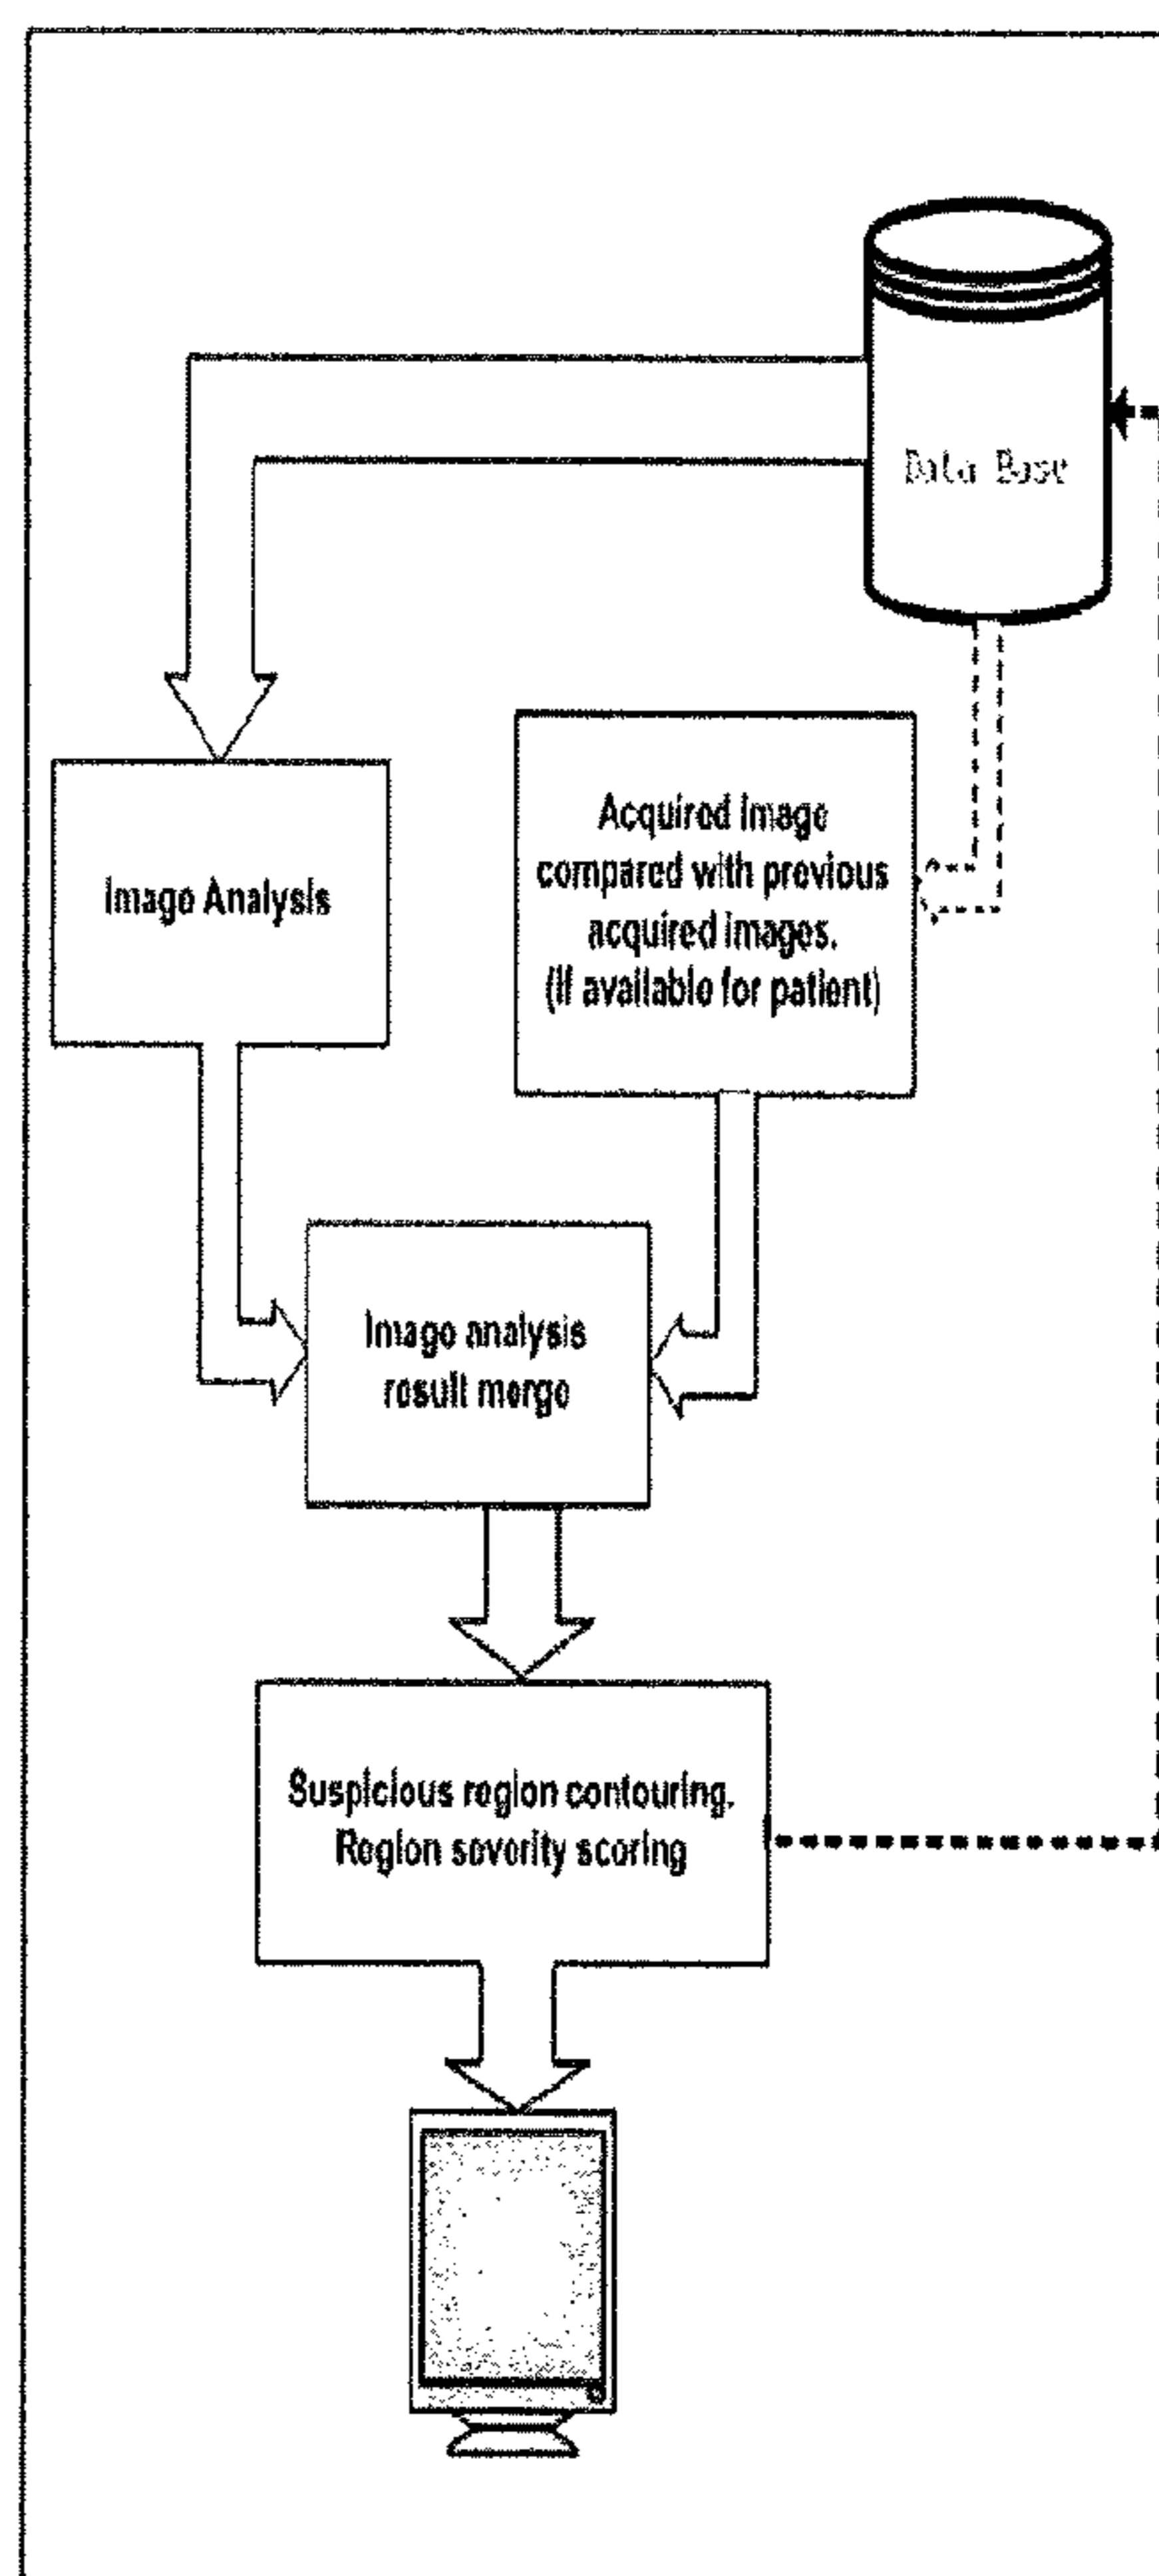 Data Base
Image Analysis
Acquired image
compared with previous
acquired images.
(If available for patient)
Image analysis
result merge
Suspicious region contouring.
Region severity scoring